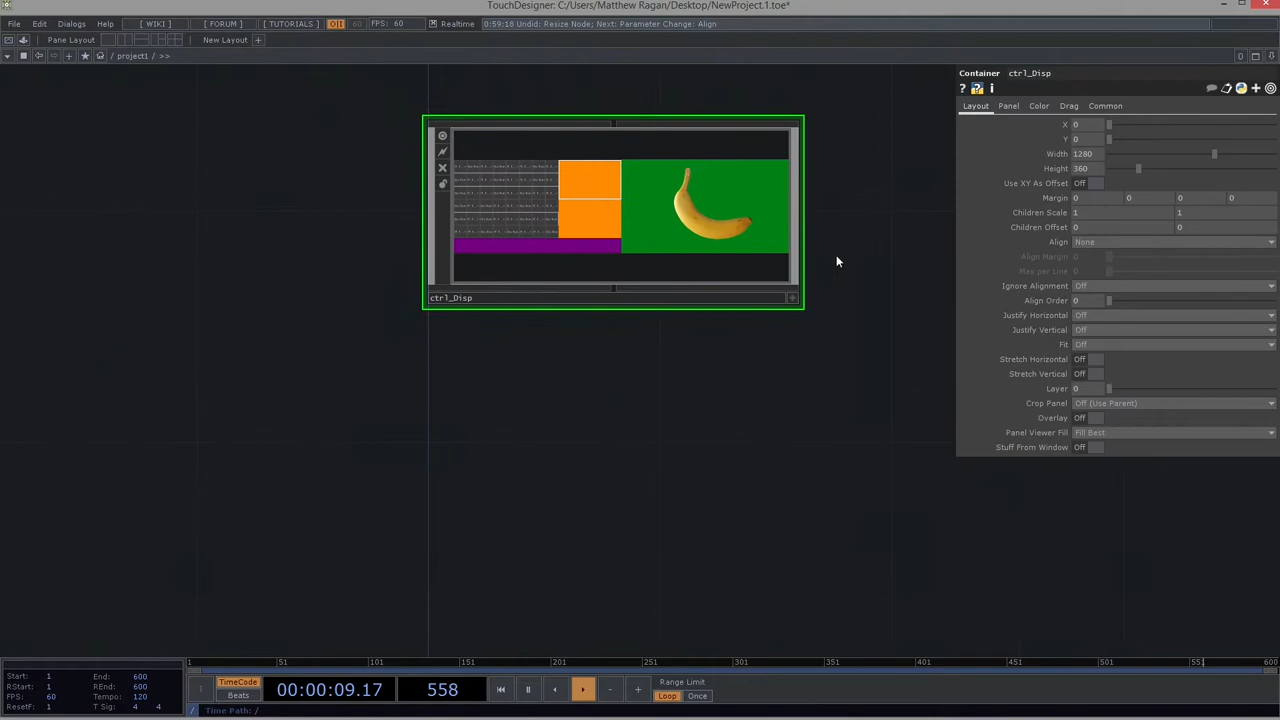 TouchDesigner: C:/Users/Matthew Ragan/Desktop/NewProject.1.toe*
File Edit Dialogs Help [ WIKI ] [ FORUM ] [ TUTORIALS ] O|I 60 FPS: 60 Realtime 0:59:18 Undid: Resize Node; Next: Parameter Change: Align
Pane Layout New Layout +
/ project1 / >> 0
Container ctrl_Disp
? ? i
Layout Panel Color Drag Common
X 0
Y 0
Width 1280
Height 360
Use XY As Offset Off
Margin 0 0 0 0
Children Scale 1 1
Children Offset 0 0
Align None
Align Margin 0
Max per Line 0
Ignore Alignment Off
Align Order 0
Justify Horizontal Off
Justify Vertical Off
Fit Off
Stretch Horizontal Off
Stretch Vertical Off
Layer 0
Crop Panel Off (Use Parent)
Overlay Off
Panel Viewer Fill Fill Best
Stuff From Window Off
ctrl_Disp
1 51 101 151 201 251 301 351 401 451 501 551 600
Start: 1 End: 600
RStart: 1 REnd: 600
FPS: 60 Tempo: 120
ResetF: 1 T Sig: 4 4
TimeCode
Beats
00:00:09.17 558
Range Limit
Loop Once
/ Time Path: /